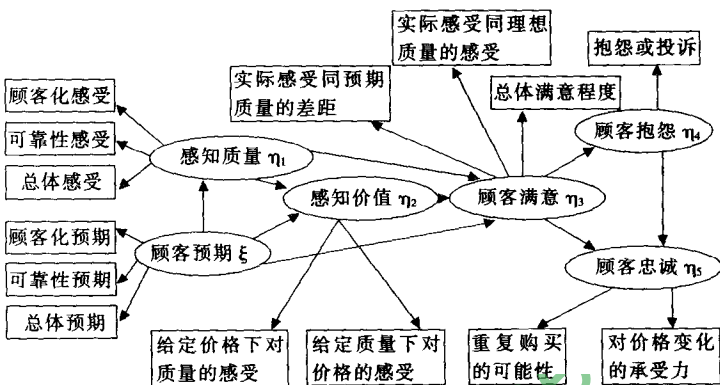 实际感受同理想
质量的感受
抱怨或投诉
实际感受同预期
质量的差距
总体满意程度
顾客化感受
可靠性感受
总体感受
感知质量 η1
感知价值 η2
顾客满意 η3
顾客抱怨 η4
顾客化预期
可靠性预期
总体预期
顾客预期 ξ
顾客忠诚 η5
给定价格下对
质量的感受
给定质量下对
价格的感受
重复购买
的可能性
对价格变化
的承受力